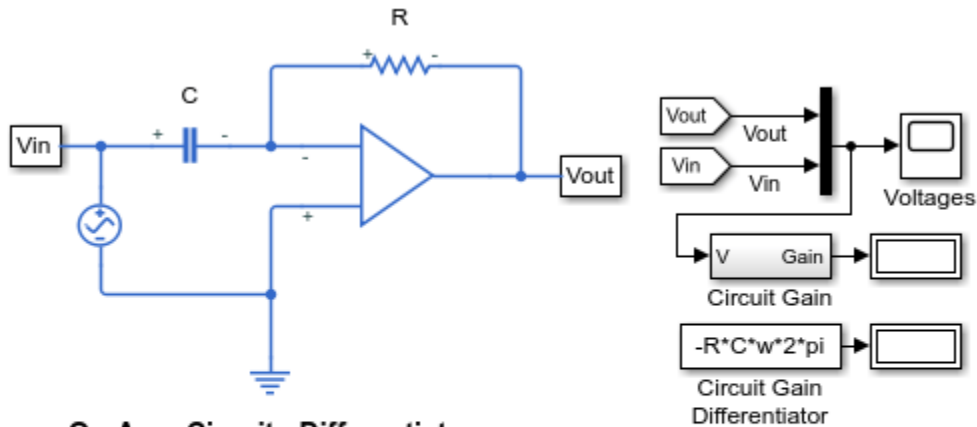 R
+ -
C
Vin
+ -
-
+
+
-
Vout
Vout
Vout
Vin
Vin
Voltages
V Gain
Circuit Gain
-R*C*w*2*pi
Circuit Gain
Differentiator